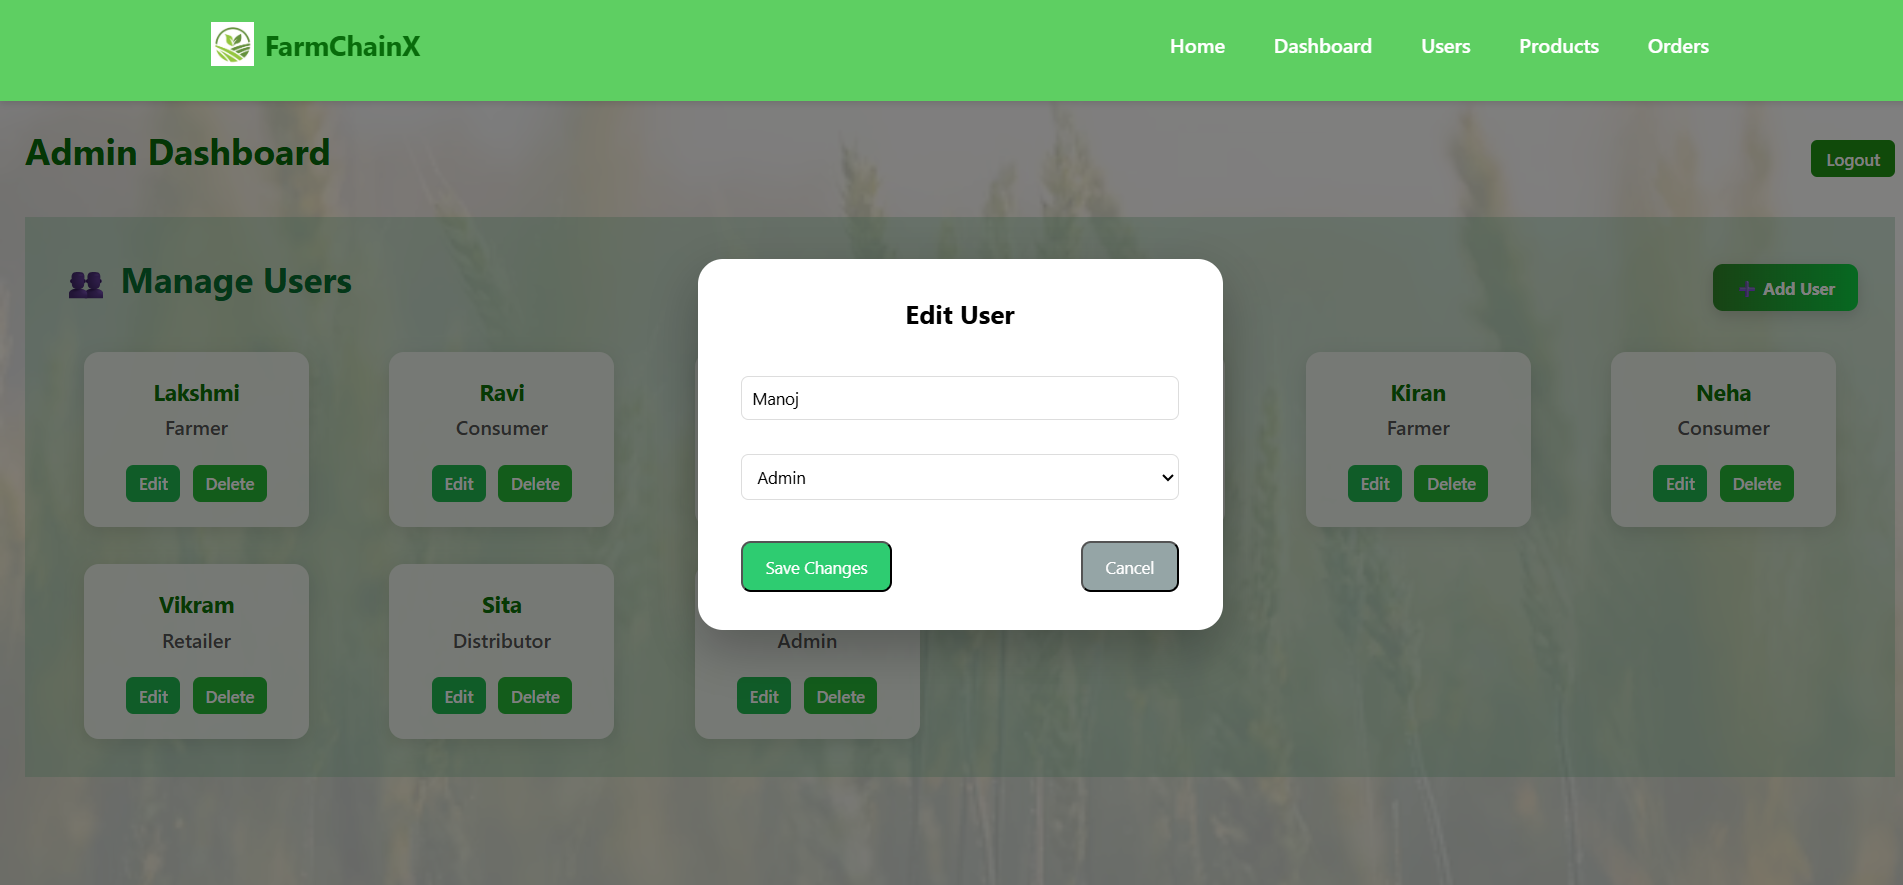 FarmChainX
Home
Dashboard
Users
Products
Orders
Admin Dashboard
Logout
Manage Users
Add User
Edit User
Manoj
Admin
Save Changes
Cancel
Lakshmi
Farmer
Edit
Delete
Ravi
Consumer
Edit
Delete
Kiran
Farmer
Edit
Delete
Neha
Consumer
Edit
Delete
Vikram
Retailer
Edit
Delete
Sita
Distributor
Edit
Delete
Admin
Edit
Delete